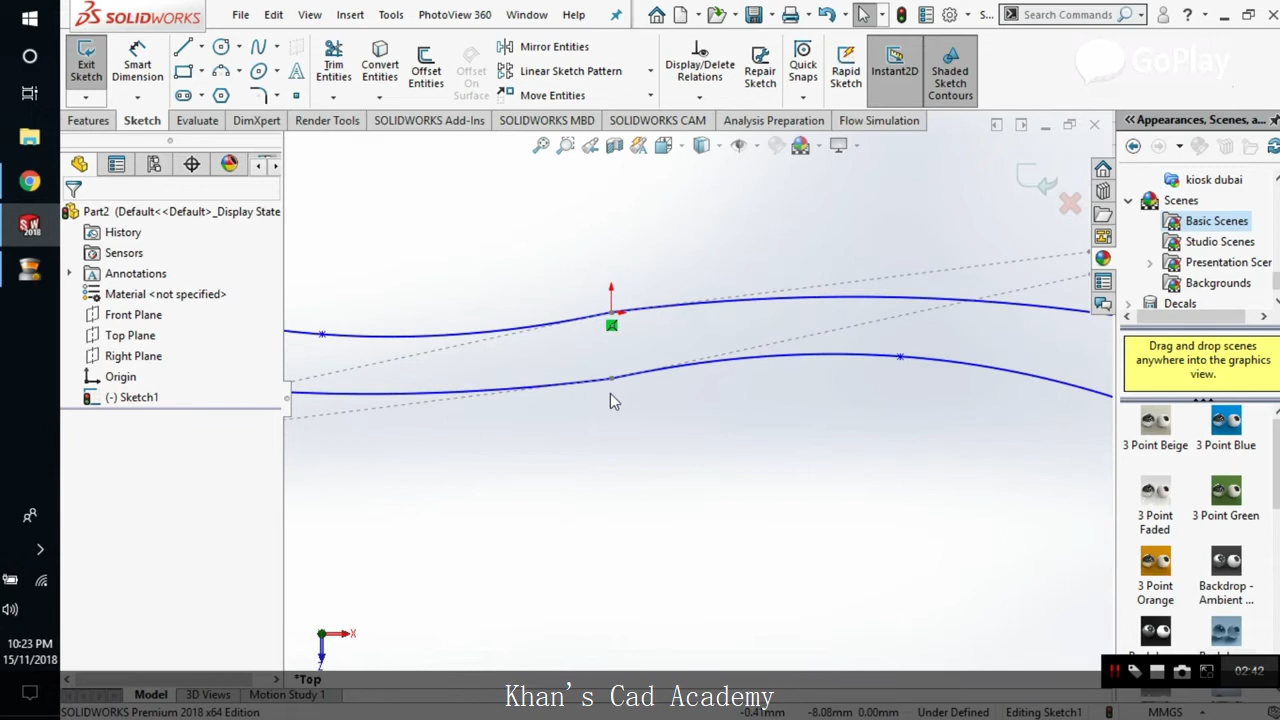 SOLIDWORKS File Edit View Insert Tools PhotoView 360 Window Help S... Search Commands ?
GoPlay
Exit Sketch
Smart Dimension
Trim Entities
Convert Entities
Offset Entities
Offset On Surface
Mirror Entities
Linear Sketch Pattern
Move Entities
Display/Delete Relations
Repair Sketch
Quick Snaps
Rapid Sketch
Instant2D
Shaded Sketch Contours
Features Sketch Evaluate DimXpert Render Tools SOLIDWORKS Add-Ins SOLIDWORKS MBD SOLIDWORKS CAM Analysis Preparation Flow Simulation
Part2 (Default<<Default>_Display State
History
Sensors
Annotations
Material <not specified>
Front Plane
Top Plane
Right Plane
Origin
(-) Sketch1
X
*Top
Appearances, Scenes, a...
kiosk dubai
Scenes
Basic Scenes
Studio Scenes
Presentation Scer
Backgrounds
Decals
Drag and drop scenes
anywhere into the graphics
view.
3 Point Beige
3 Point Blue
3 Point Faded
3 Point Green
3 Point Orange
Backdrop - Ambient ...
SW
2018
10:23 PM
15/11/2018
02:42
Model 3D Views Motion Study 1
Khan's Cad Academy
SOLIDWORKS Premium 2018 x64 Edition -0.41mm -8.08mm 0.00mm Under Defined Editing Sketch1 MMGS